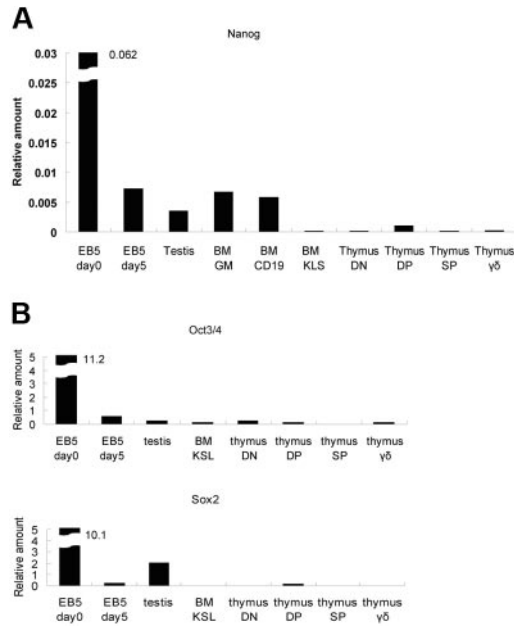 A
Nanog
0.03
0.062
0.025
0.02
0.015
0.01
0.005
0
Relative amount
EB5 EB5 Testis BM BM BM Thymus Thymus Thymus Thymus
day0 day5 GM CD19 KLS DN DP SP γδ
B
Oct3/4
Relative amount
5
11.2
4
3
2
1
0
EB5 EB5 testis BM thymus thymus thymus thymus
day0 day5 KSL DN DP SP γδ
Sox2
Relative amount
5
10.1
4
3
2
1
0
EB5 EB5 testis BM thymus thymus thymus thymus
day0 day5 KSL DN DP SP γδ